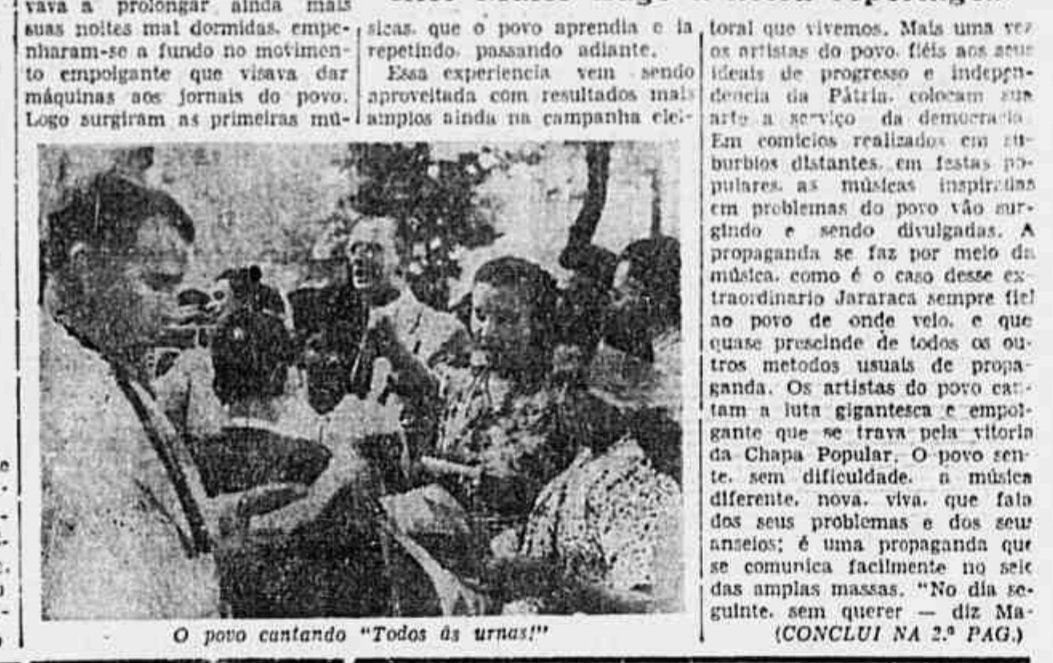 vava a prolongar ainda mais
suas noites mal dormidas, empe-
nharam-se a fundo no movimen-
to empolgante que visava dar
máquinas aos jornais do povo.
Logo surgiram as primeiras mú-
sicas, que o povo aprendia e ia
repetindo, passando adiante.
Essa experiencia vem sendo
aproveitada com resultados mais
amplos ainda na campanha elei-
toral que vivemos. Mais uma vez
os artistas do povo, fiéis aos seus
ideais de progresso e indepen-
dencia da Pátria, colocam sua
arte a serviço da democracia.
Em comicios realizados em su-
burbios distantes, em festas po-
pulares, as músicas inspiradas
em problemas do povo vão sur-
gindo e sendo divulgadas. A
propaganda se faz por meio da
música, como é o caso desse ex-
traordinario Jararaca sempre fiel
ao povo de onde veio, e que
quase prescinde de todos os ou-
tros metodos usuais de propa-
ganda. Os artistas do povo can-
tam a luta gigantesca e empol-
gante que se trava pela vitoria
da Chapa Popular. O povo sen-
te, sem dificuldade, a música
diferente, nova, viva, que fala
dos seus problemas e dos seus
anseios; é uma propaganda que
se comunica facilmente no seic
das amplas massas. "No dia se-
guinte, sem querer — diz Ma-
(CONCLUI NA 2.ª PAG.)
O povo cantando "Todos às urnas!"